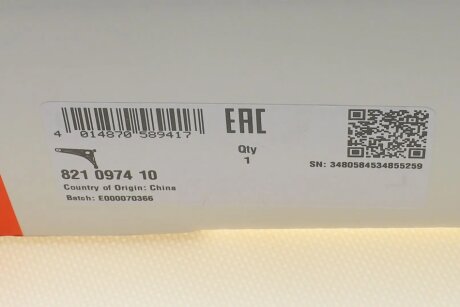 4 014870 589417
EAC
Qty
1
821 0974 10
SN: 3480584534855259
Country of Origin: China
Batch: E000070366